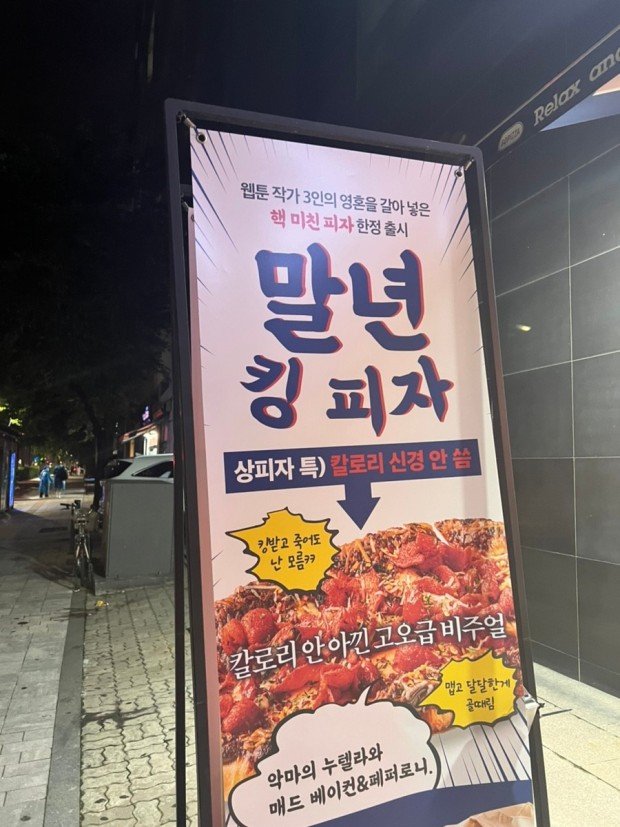 Relax and
웹툰 작가 3인의 영혼을 갈아 넣은
핵 미친 피자 한정 출시
말년
킹 피자
상피자 특) 칼로리 신경 안 씀
킹받고 죽어도
난 모름ㅋㅋ
칼로리 안 아낀 고오급 비주얼
맵고 달달한게
골때림
악마의 누텔라와
매드 베이컨&페퍼로니.